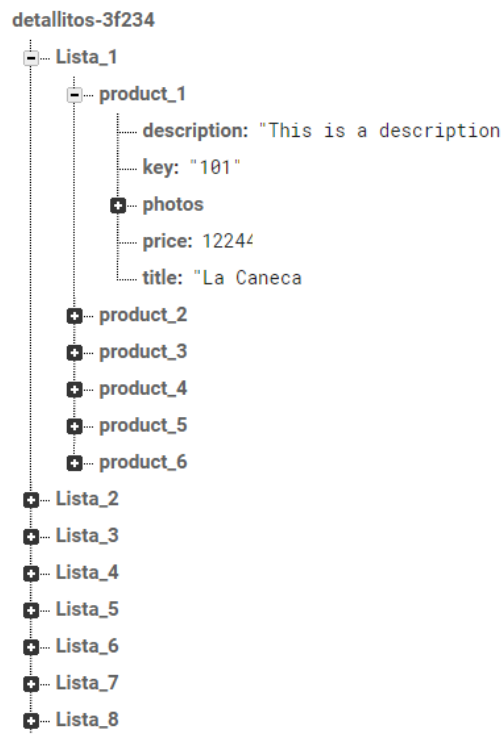 detallitos-3f234
Lista_1
product_1
description: "This is a description
key: "101"
photos
price: 12244
title: "La Caneca
product_2
product_3
product_4
product_5
product_6
Lista_2
Lista_3
Lista_4
Lista_5
Lista_6
Lista_7
Lista_8